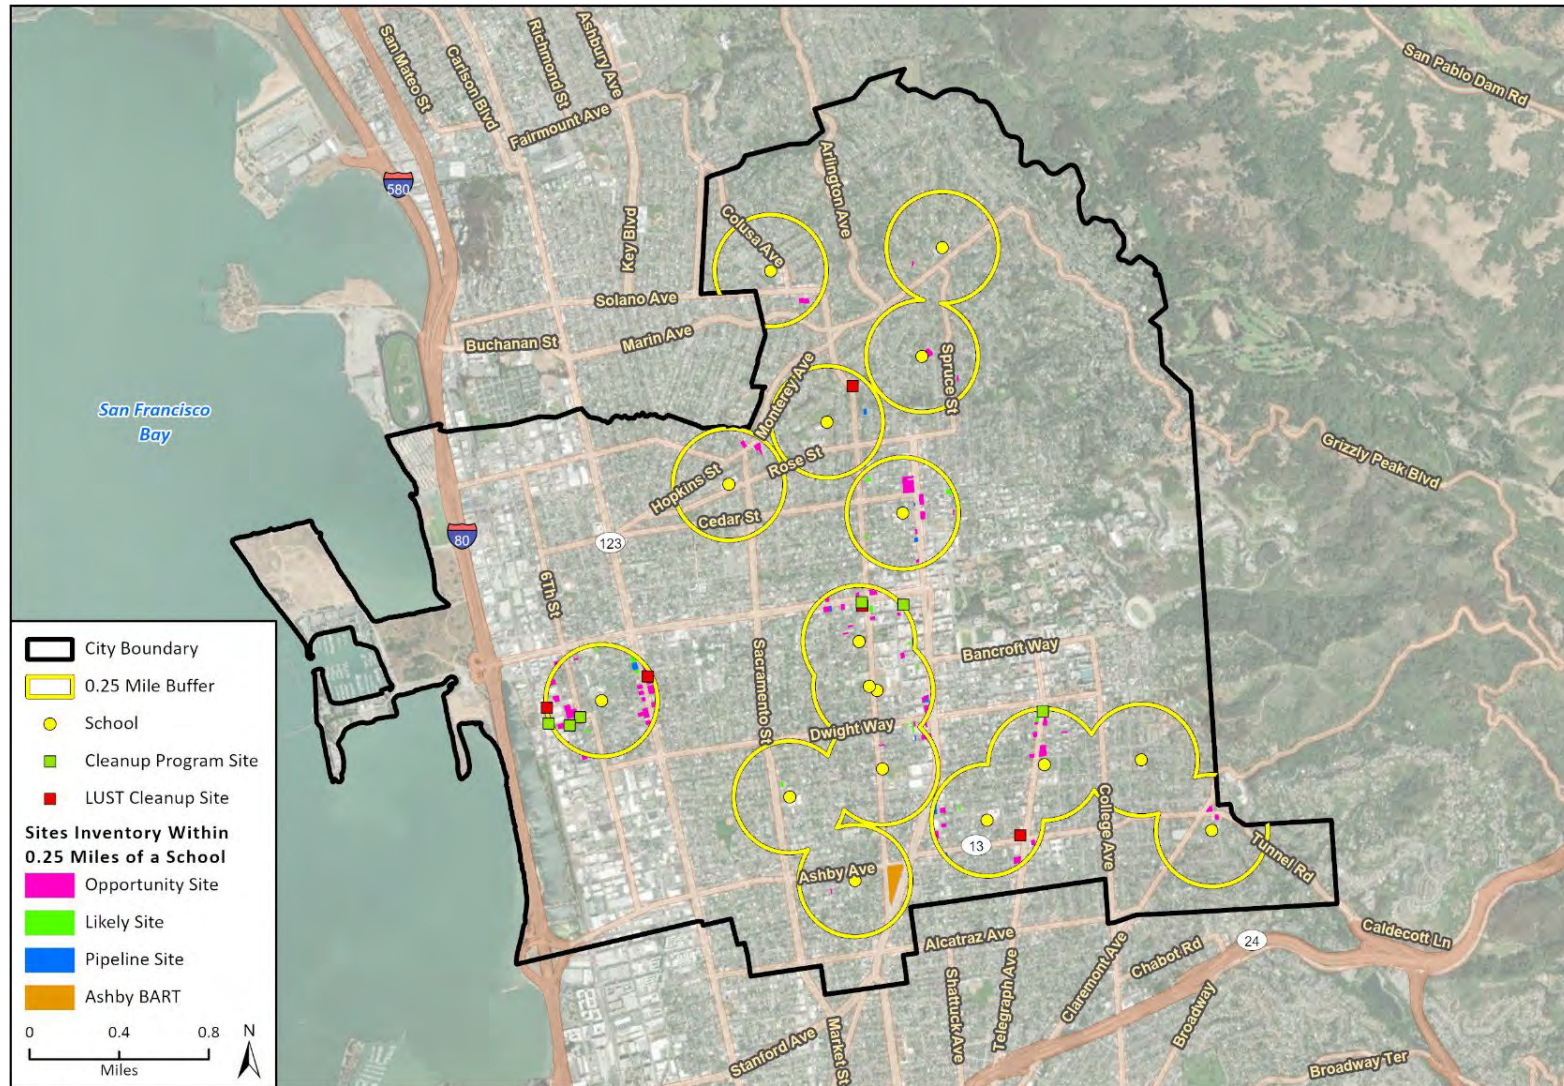 San Mateo St
Carlson Blvd
Richmond St
Ashbury Ave
Fairmount Ave
San Pablo Dam Rd
580
Key Blvd
Colusa Ave
Arlington Ave
Solano Ave
Buchanan St
Marin Ave
Monterey Ave
Spruce St
San Francisco
Bay
Hopkins St
Rose St
Cedar St
Grizzly Peak Blvd
80
123
6Th St
Sacramento St
Bancroft Way
Dwight Way
College Ave
13
Ashby Ave
Tunnel Rd
Alcatraz Ave
Caldecott Ln
24
Chabot Rd
Claremont Ave
Shattuck Ave
Telegraph Ave
Broadway
Market St
Stanford Ave
Broadway Ter
City Boundary
0.25 Mile Buffer
School
Cleanup Program Site
LUST Cleanup Site
Sites Inventory Within
0.25 Miles of a School
Opportunity Site
Likely Site
Pipeline Site
Ashby BART
0 0.4 0.8
Miles
N